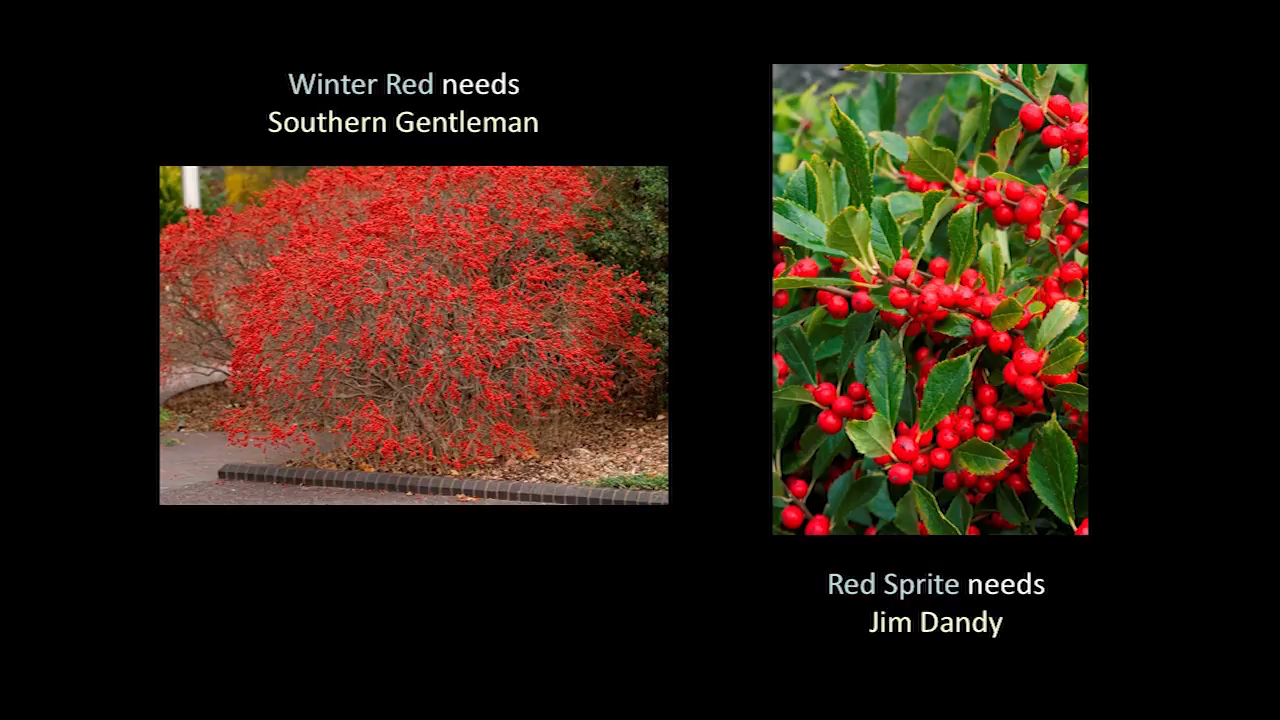 Winter Red needs
Southern Gentleman
Red Sprite needs
Jim Dandy